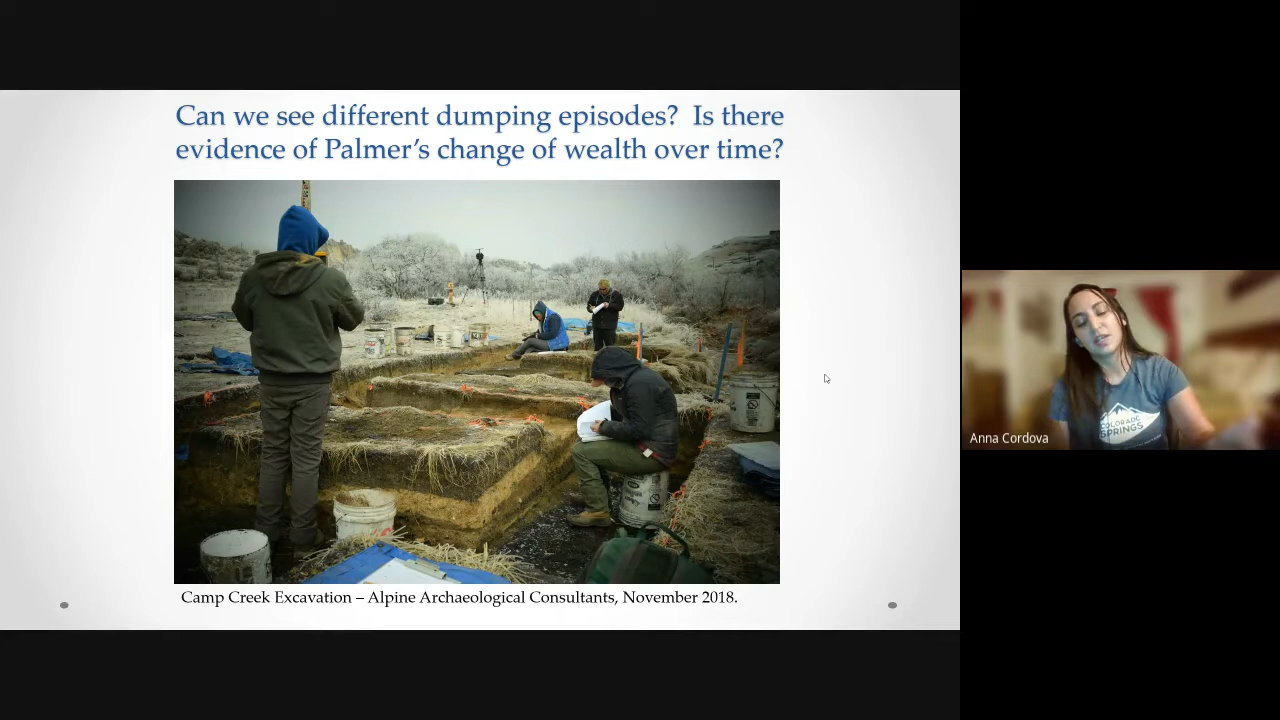 Can we see different dumping episodes?  Is there
evidence of Palmer's change of wealth over time?
Camp Creek Excavation – Alpine Archaeological Consultants, November 2018.
COLORADO
SPRINGS
Anna Cordova